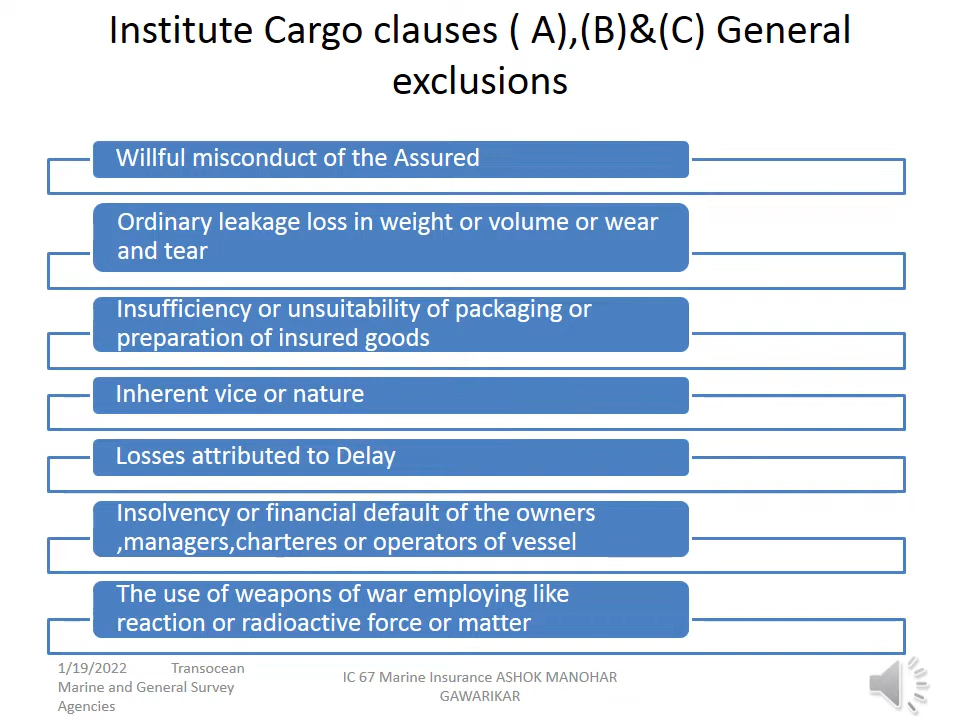 Institute Cargo clauses ( A),(B)&(C) General
exclusions
Willful misconduct of the Assured
Ordinary leakage loss in weight or volume or wear
and tear
Insufficiency or unsuitability of packaging or
preparation of insured goods
Inherent vice or nature
Losses attributed to Delay
Insolvency or financial default of the owners
,managers,charteres or operators of vessel
The use of weapons of war employing like
reaction or radioactive force or matter
1/19/2022 Transocean
Marine and General Survey
Agencies
IC 67 Marine Insurance ASHOK MANOHAR
GAWARIKAR